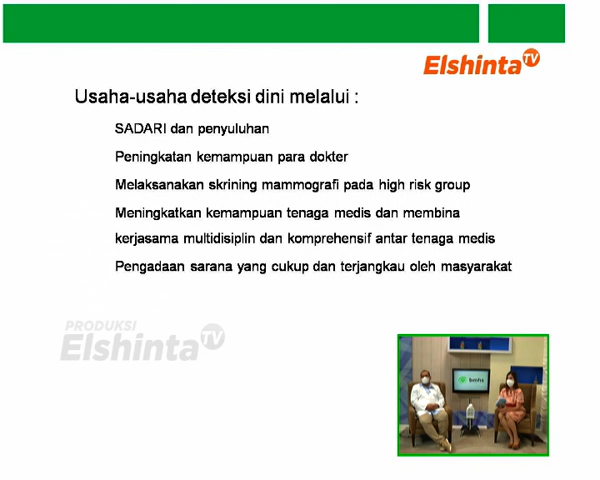 Elshinta TV
Usaha-usaha deteksi dini melalui :
SADARI dan penyuluhan
Peningkatan kemampuan para dokter
Melaksanakan skrining mammografi pada high risk group
Meningkatkan kemampuan tenaga medis dan membina
kerjasama multidisiplin dan komprehensif antar tenaga medis
Pengadaan sarana yang cukup dan terjangkau oleh masyarakat
PRODUKSI
Elshinta TV
bmhs